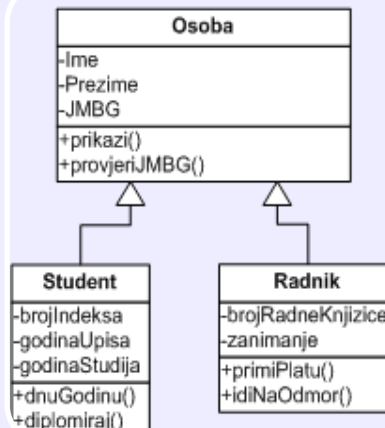 Osoba
-Ime
-Prezime
-JMBG
+prikazi()
+provjeriJMBG()
Student
-brojIndeksa
-godinaUpisa
-godinaStudija
+dnuGodinu()
+diplomiraj()
Radnik
-brojRadneKnjizice
-zanimanje
+primiPlatu()
+idiNaOdmor()